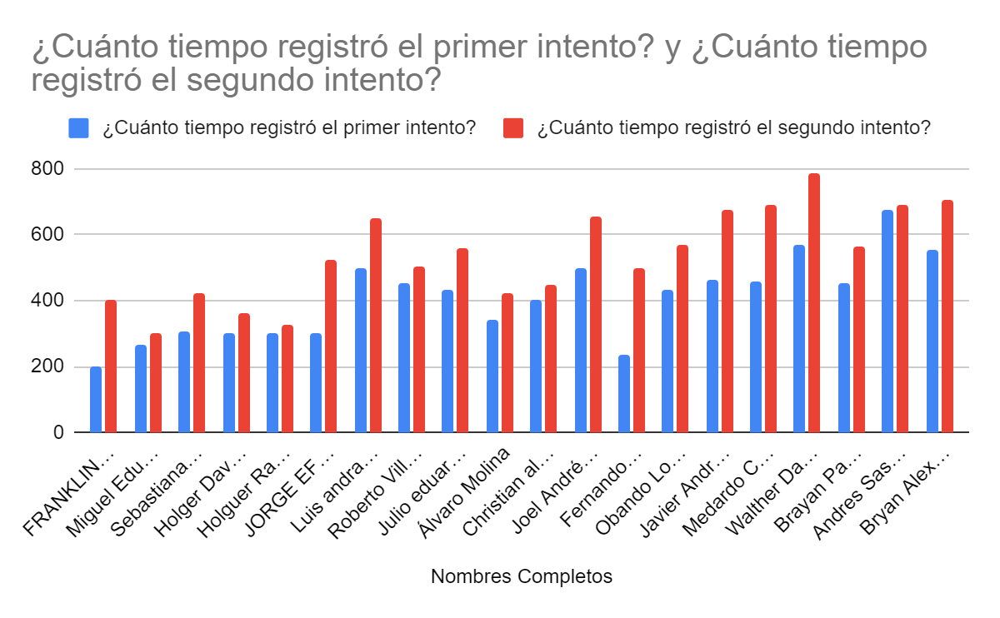 ¿Cuánto tiempo registró el primer intento? y ¿Cuánto tiempo
registró el segundo intento?
¿Cuánto tiempo registró el primer intento?
¿Cuánto tiempo registró el segundo intento?
800
600
400
200
0
FRANKLIN…
Miguel Edu…
Sebastiana…
Holger Dav…
Holguer Ra…
JORGE EF…
Luis andra…
Roberto Vill…
Julio eduar…
Álvaro Molina
Christian al…
Joel André…
Fernando…
Obando Lo…
Javier Andr…
Medardo C…
Walther Da…
Brayan Pa…
Andres Sas…
Bryan Alex…
Nombres Completos